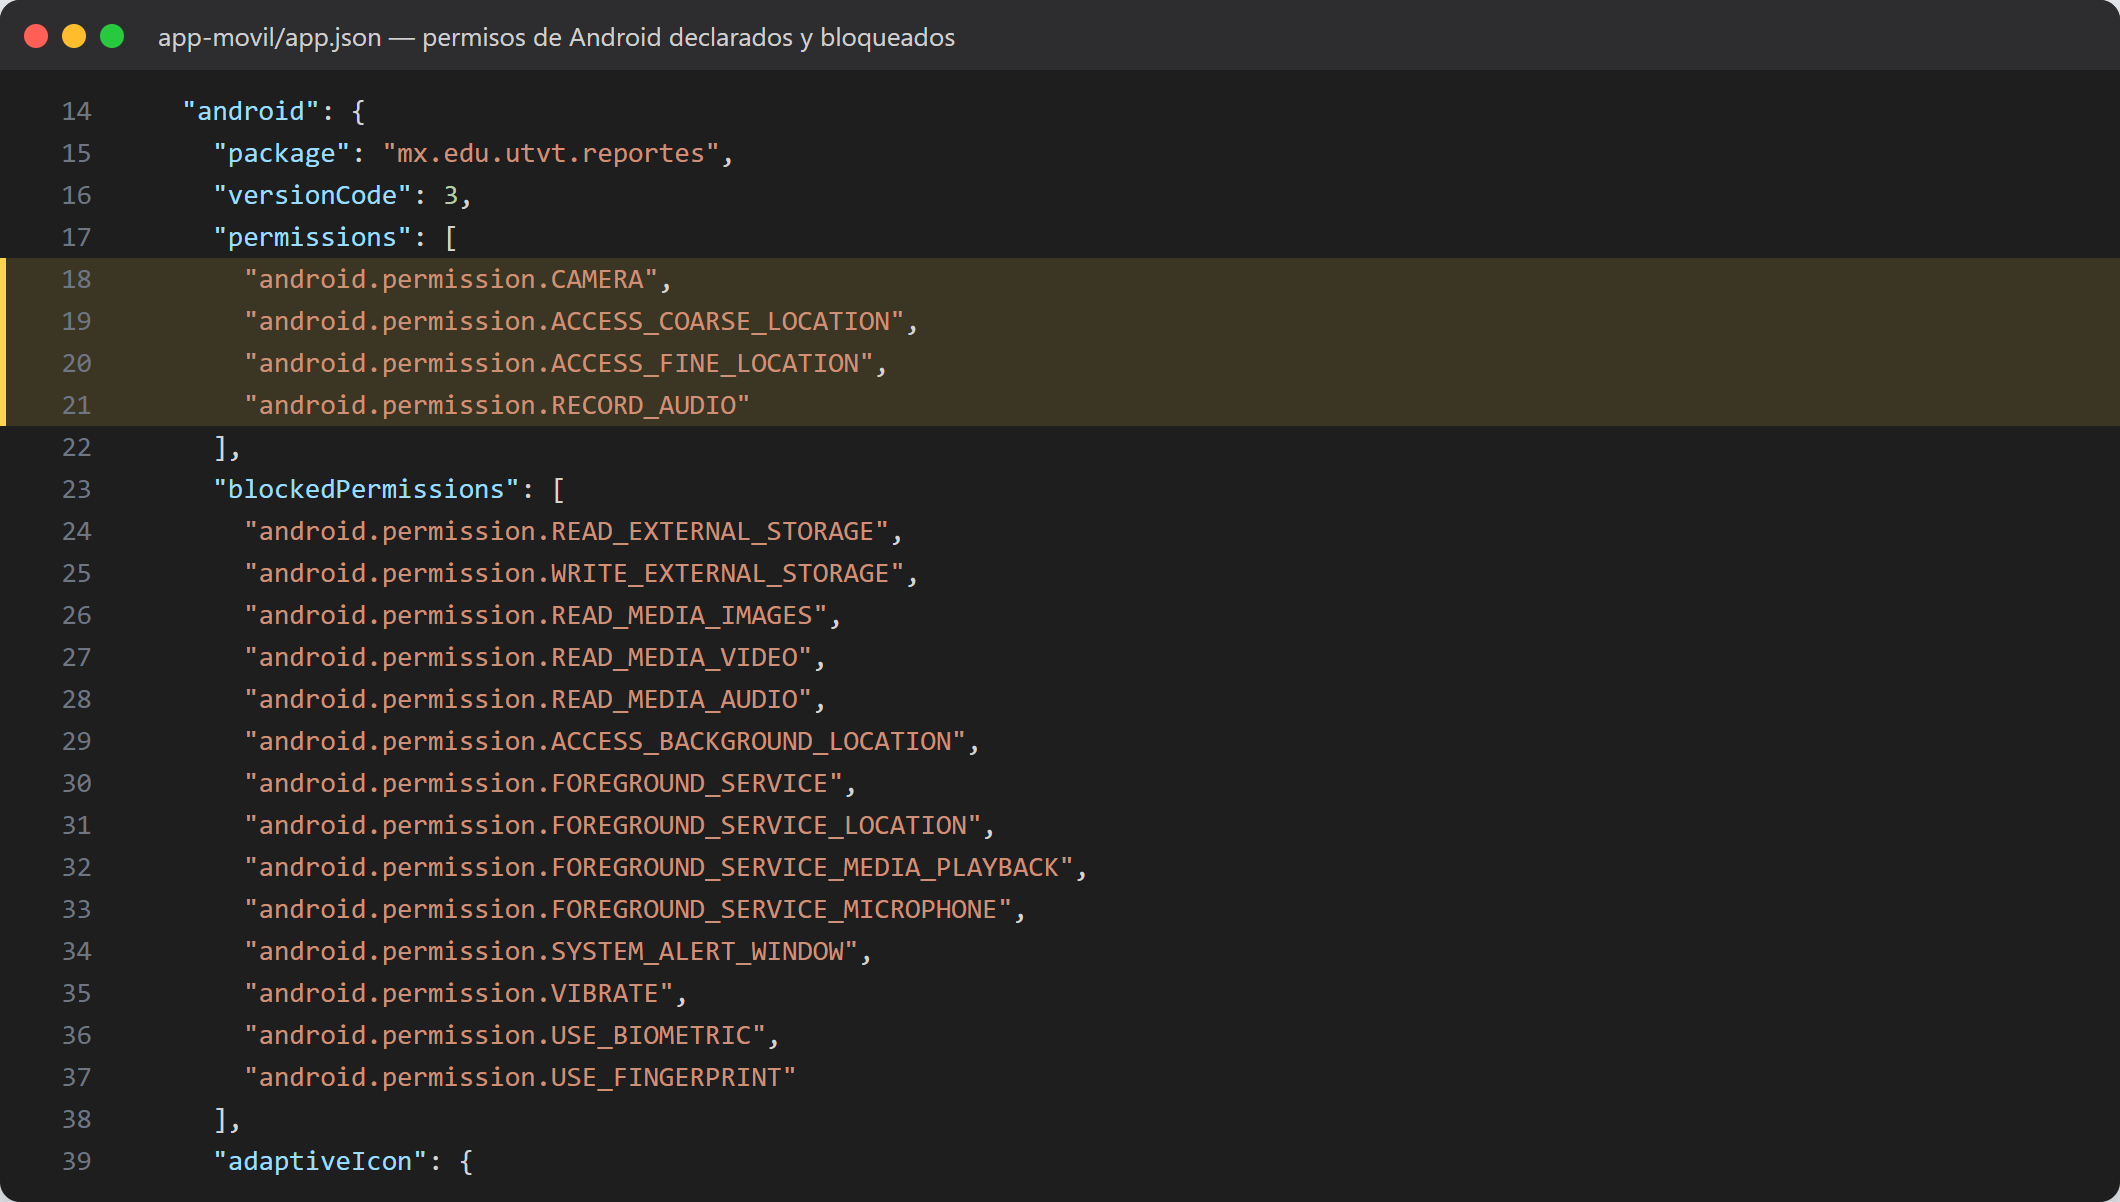 app-movil/app.json — permisos de Android declarados y bloqueados
14 "android": {
15 "package": "mx.edu.utvt.reportes",
16 "versionCode": 3,
17 "permissions": [
18 "android.permission.CAMERA",
19 "android.permission.ACCESS_COARSE_LOCATION",
20 "android.permission.ACCESS_FINE_LOCATION",
21 "android.permission.RECORD_AUDIO"
22 ],
23 "blockedPermissions": [
24 "android.permission.READ_EXTERNAL_STORAGE",
25 "android.permission.WRITE_EXTERNAL_STORAGE",
26 "android.permission.READ_MEDIA_IMAGES",
27 "android.permission.READ_MEDIA_VIDEO",
28 "android.permission.READ_MEDIA_AUDIO",
29 "android.permission.ACCESS_BACKGROUND_LOCATION",
30 "android.permission.FOREGROUND_SERVICE",
31 "android.permission.FOREGROUND_SERVICE_LOCATION",
32 "android.permission.FOREGROUND_SERVICE_MEDIA_PLAYBACK",
33 "android.permission.FOREGROUND_SERVICE_MICROPHONE",
34 "android.permission.SYSTEM_ALERT_WINDOW",
35 "android.permission.VIBRATE",
36 "android.permission.USE_BIOMETRIC",
37 "android.permission.USE_FINGERPRINT"
38 ],
39 "adaptiveIcon": {